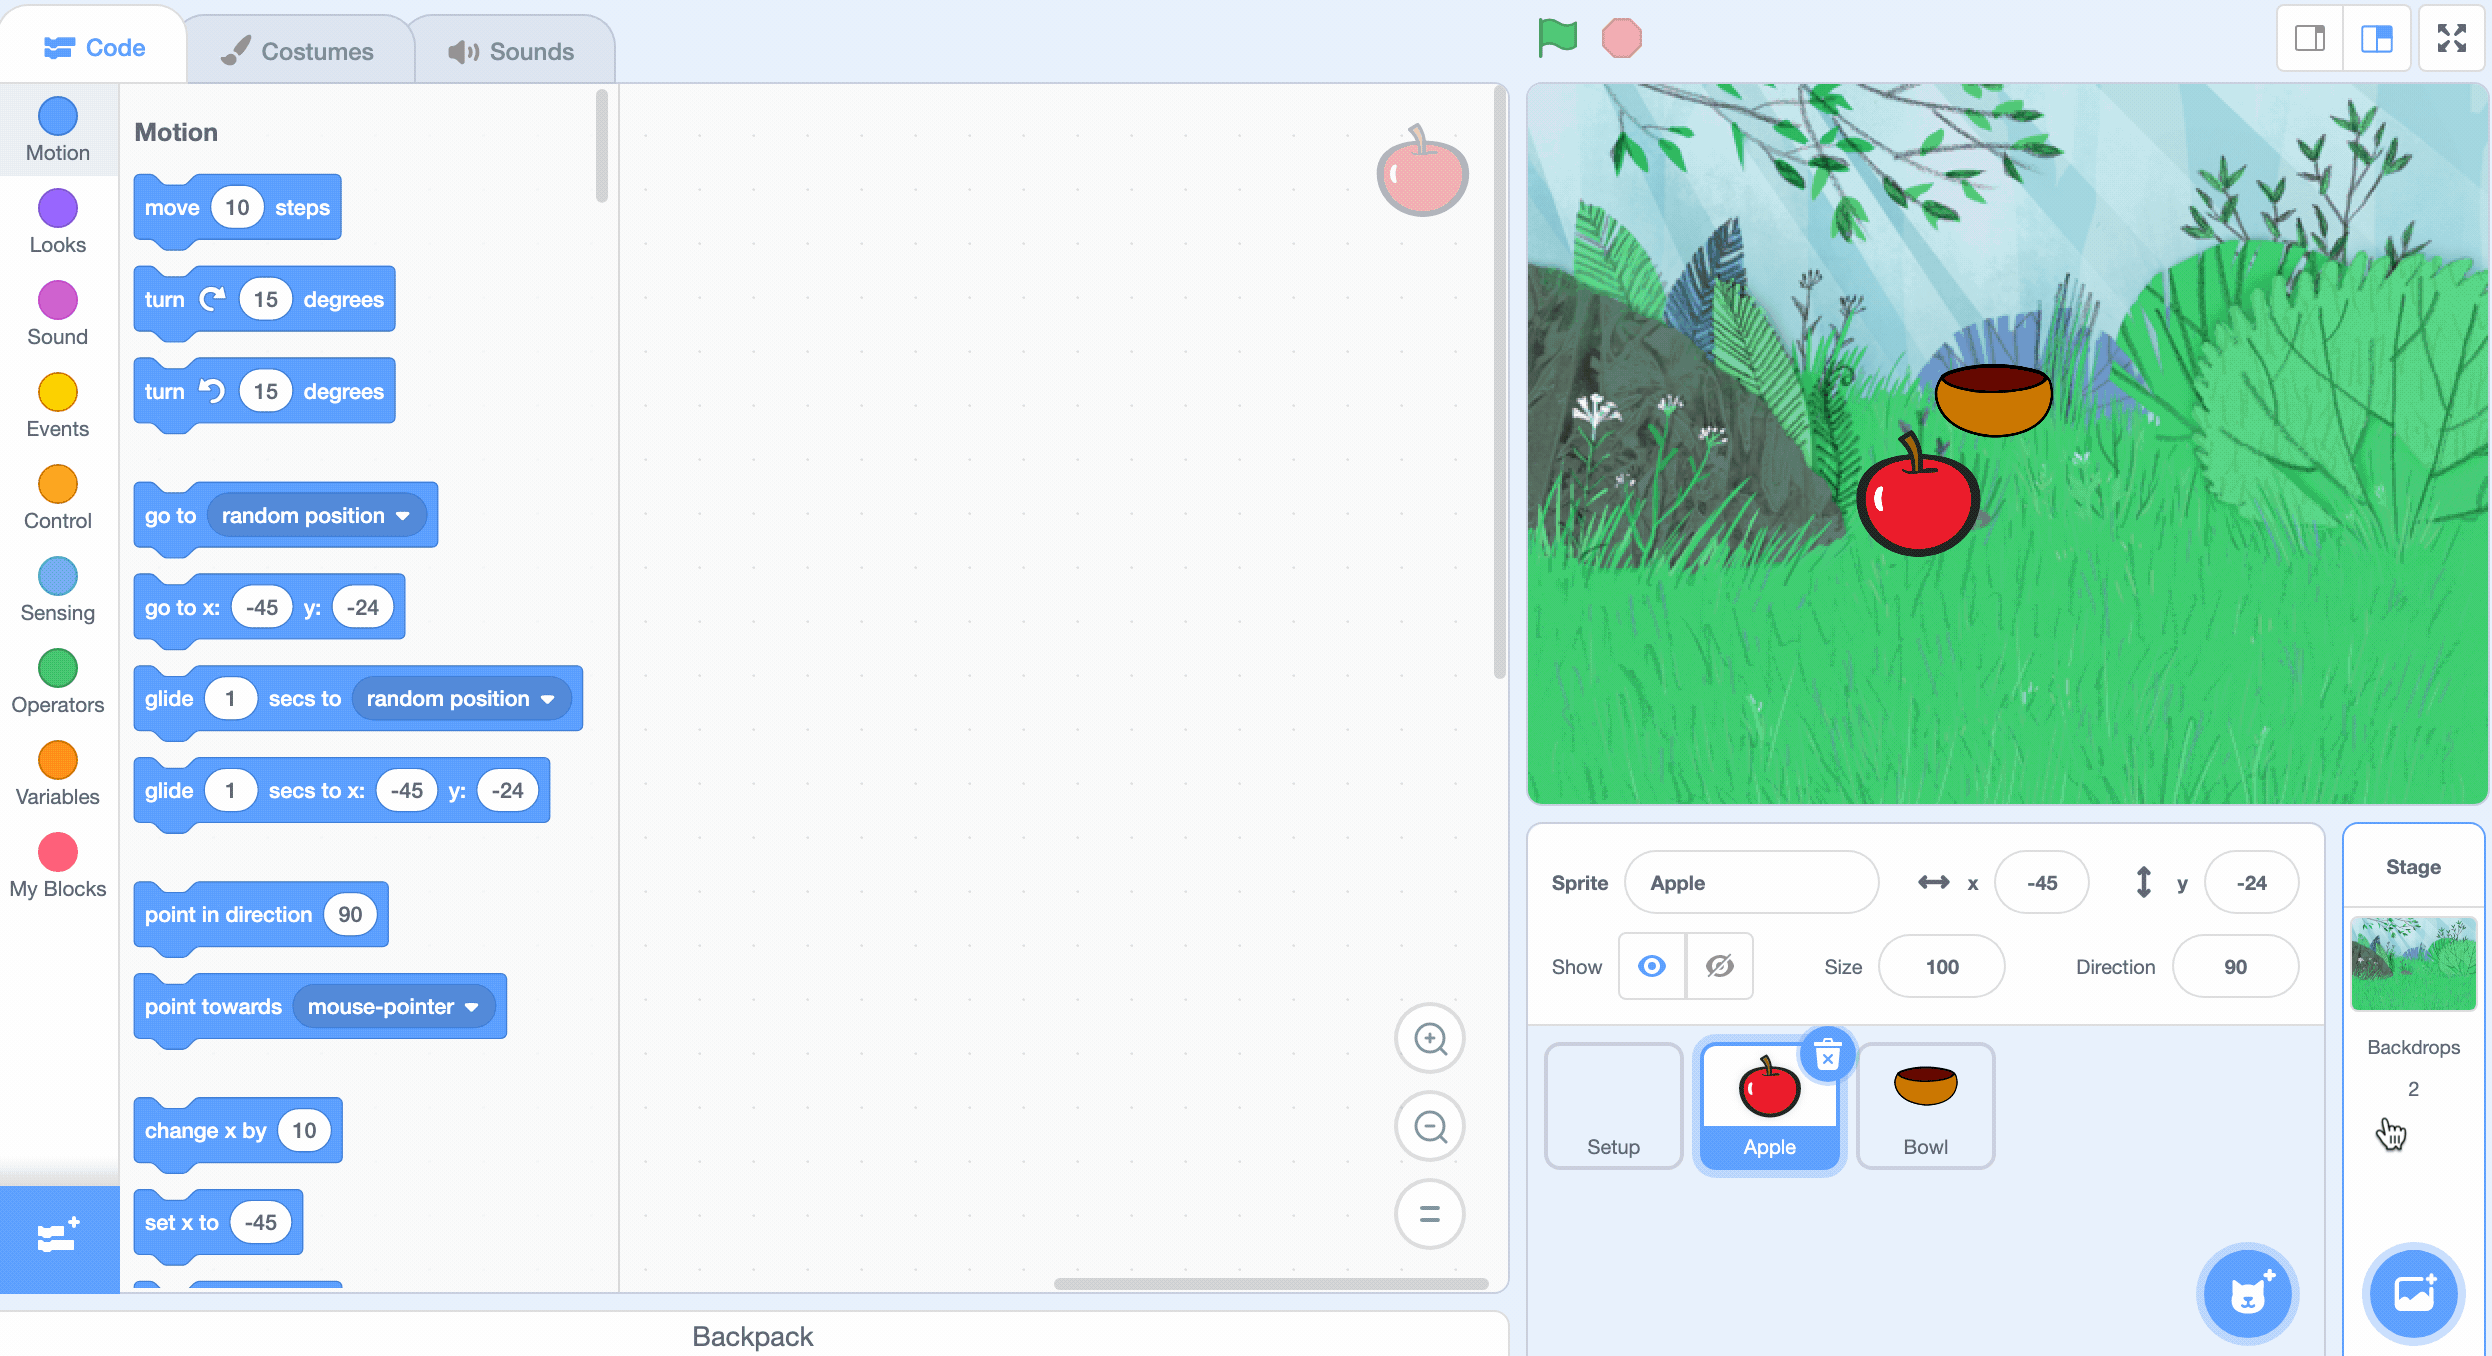 Code
Costumes
Sounds
Motion
Looks
Sound
Events
Control
Sensing
Operators
Variables
My Blocks
Motion
move 10 steps
turn 15 degrees
turn 15 degrees
go to random position
go to x: -45 y: -24
glide 1 secs to random position
glide 1 secs to x: -45 y: -24
point in direction 90
point towards mouse-pointer
change x by 10
set x to -45
Backpack
Sprite Apple x -45 y -24
Show Size 100 Direction 90
Setup
Apple
Bowl
Stage
Backdrops
2